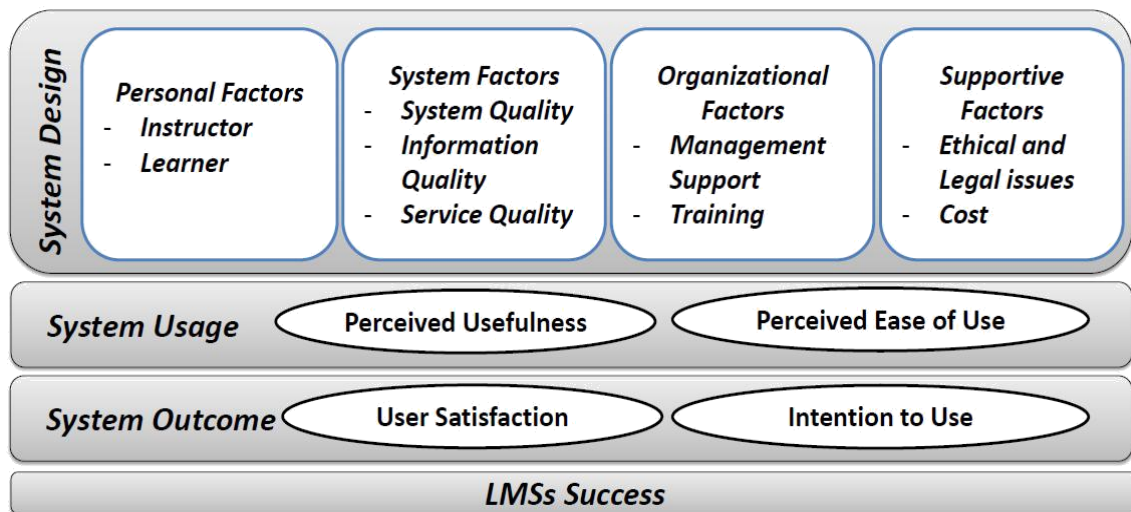 System Design
Personal Factors
- Instructor
- Learner
System Factors
- System Quality
- Information
Quality
- Service Quality
Organizational
Factors
- Management
Support
- Training
Supportive
Factors
- Ethical and
Legal issues
- Cost
System Usage
Perceived Usefulness
Perceived Ease of Use
System Outcome
User Satisfaction
Intention to Use
LMSs Success